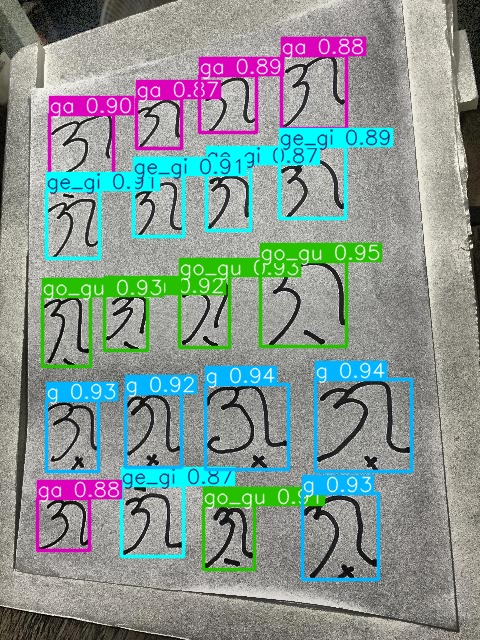 ga 0.90 ga 0.87 ga 0.89 ga 0.88
ᜄ ᜄ ᜄ ᜄ
ge_gi 0.91 ge_gi 0.91 ge_gi 0.87 ge_gi 0.89
ᜄᜒ ᜄᜒ ᜄᜒ ᜄᜒ
go_gu 0.93 0.92 go_gu 0.93 go_gu 0.95
ᜄᜓ ᜄᜓ ᜄᜓ ᜄᜓ
g 0.93 g 0.92 g 0.94 g 0.94
ᜄ᜔ ᜄ᜔ ᜄ᜔ ᜄ᜔
ga 0.88 ge_gi 0.87 go_gu 0.91 g 0.93
ᜄ ᜄᜒ ᜄᜓ ᜄ᜔